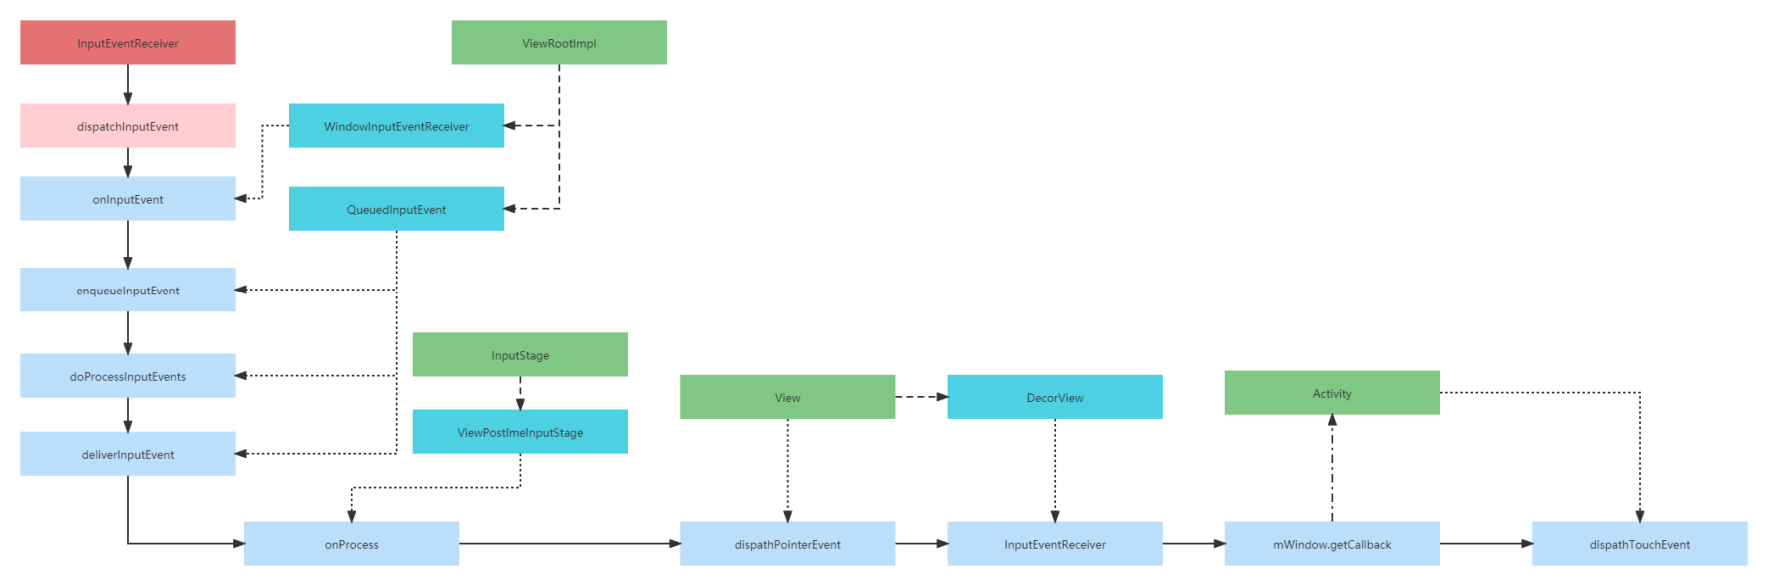 InputEventReceiver
ViewRootImpl
dispatchInputEvent
WindowInputEventReceiver
onInputEvent
QueuedInputEvent
enqueueInputEvent
InputStage
doProcessInputEvents
View
DecorView
Activity
ViewPostImeInputStage
deliverInputEvent
onProcess
dispathPointerEvent
InputEventReceiver
mWindow.getCallback
dispathTouchEvent